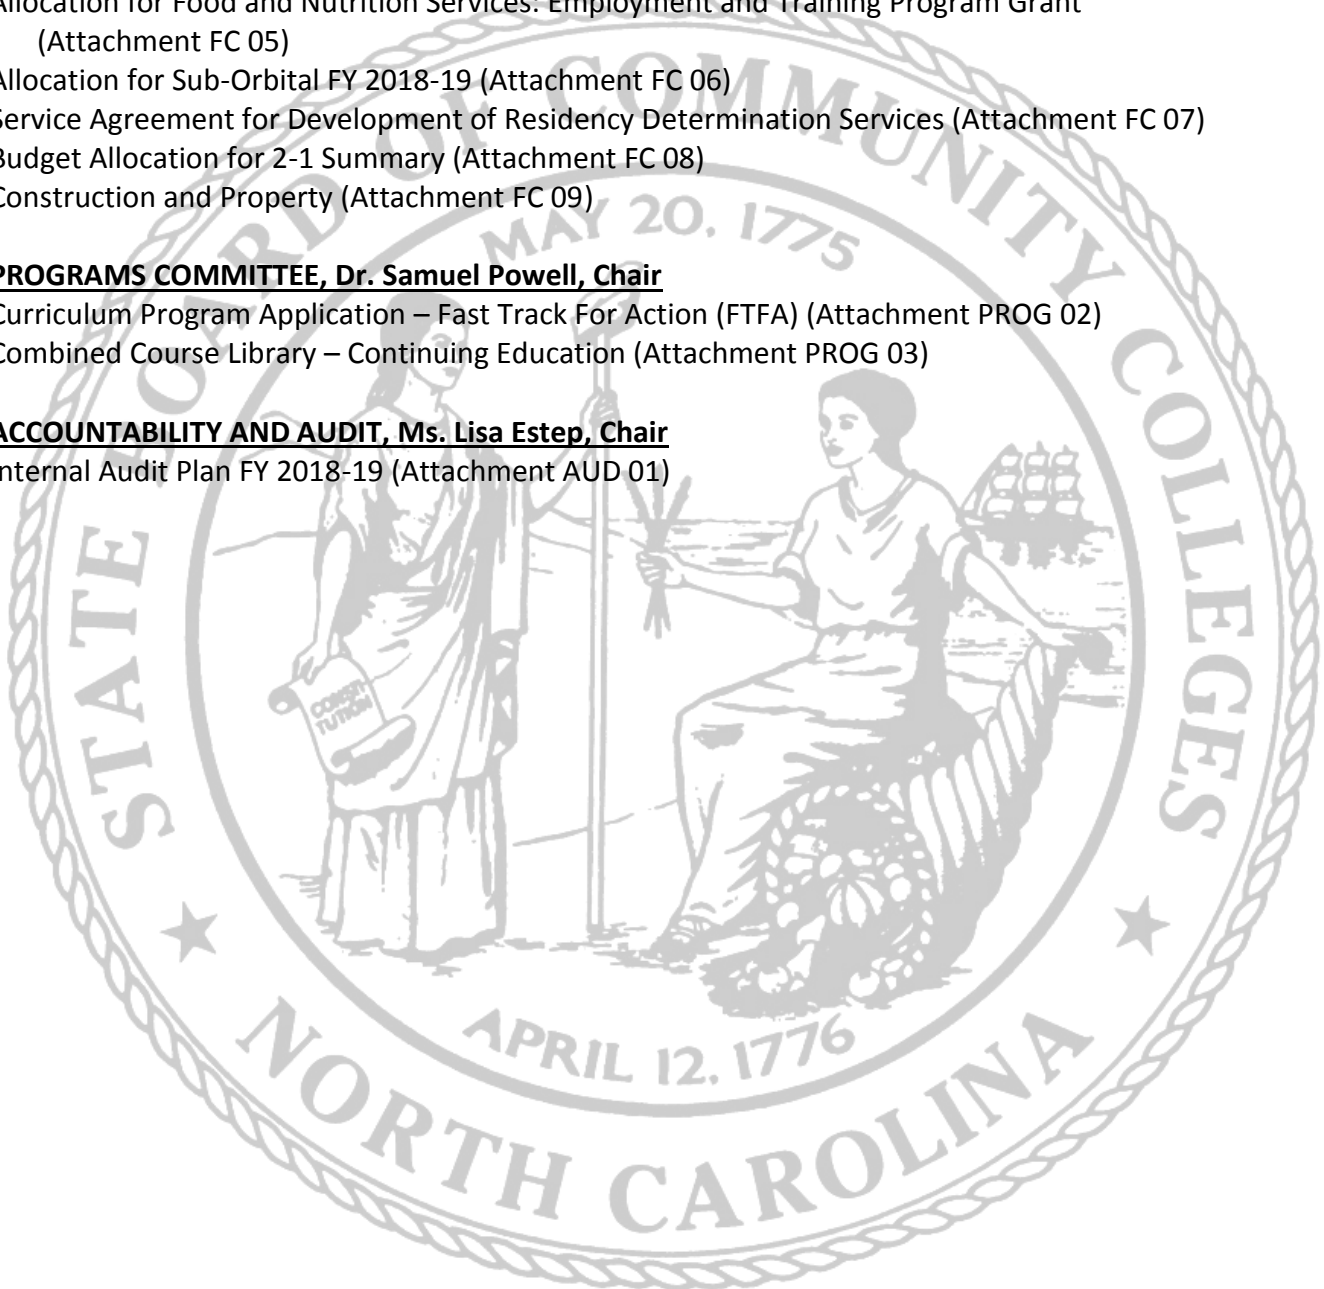 Allocation for Food and Nutrition Services: Employment and Training Program Grant
(Attachment FC 05)
Allocation for Sub-Orbital FY 2018-19 (Attachment FC 06)
Service Agreement for Development of Residency Determination Services (Attachment FC 07)
Budget Allocation for 2-1 Summary (Attachment FC 08)
Construction and Property (Attachment FC 09)
PROGRAMS COMMITTEE, Dr. Samuel Powell, Chair
Curriculum Program Application – Fast Track For Action (FTFA) (Attachment PROG 02)
Combined Course Library – Continuing Education (Attachment PROG 03)
ACCOUNTABILITY AND AUDIT, Ms. Lisa Estep, Chair
Internal Audit Plan FY 2018-19 (Attachment AUD 01)
STATE BOARD OF COMMUNITY COLLEGES
MAY 20, 1775
CONSTI
TUTION
APRIL 12, 1776
NORTH CAROLINA